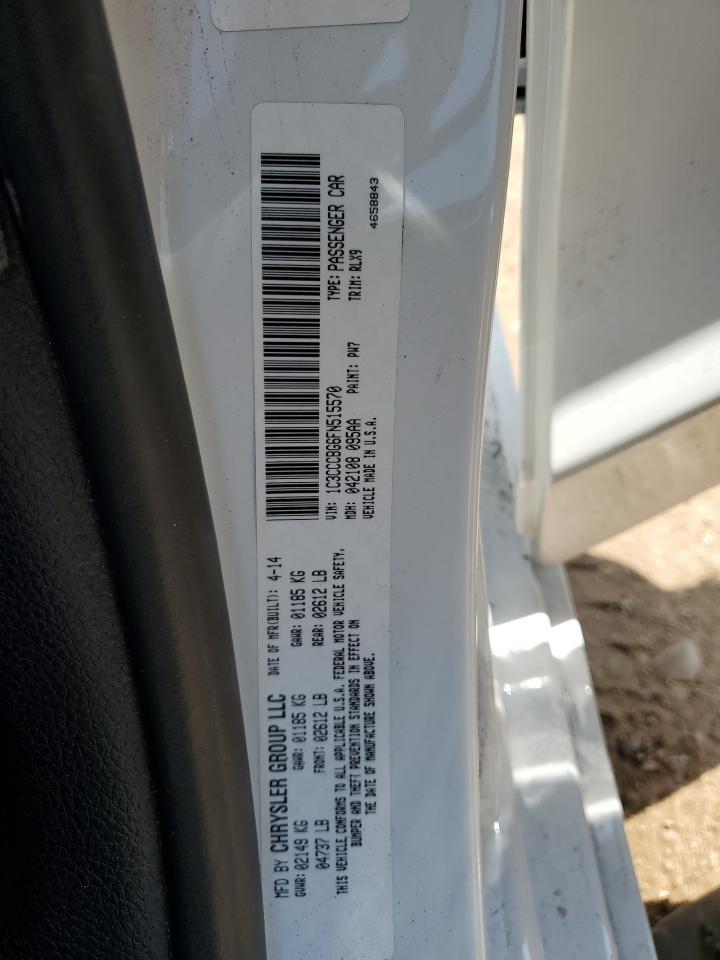 MFD BY CHRYSLER GROUP LLC DATE OF MFR(BUILT): 4-14
GVWR: 02149 KG GAWR: 01185 KG GAWR: 01185 KG
04737 LB FRONT: 02612 LB REAR: 02612 LB
THIS VEHICLE CONFORMS TO ALL APPLICABLE U.S.A. FEDERAL MOTOR VEHICLE SAFETY,
BUMPER AND THEFT PREVENTION STANDARDS IN EFFECT ON
THE DATE OF MANUFACTURE SHOWN ABOVE.
VIN: 1C3CCCBG6FN515570 TYPE: PASSENGER CAR
MDH: 042108 095AA PAINT: PW7 TRIM: RLX9
VEHICLE MADE IN U.S.A. 4658843